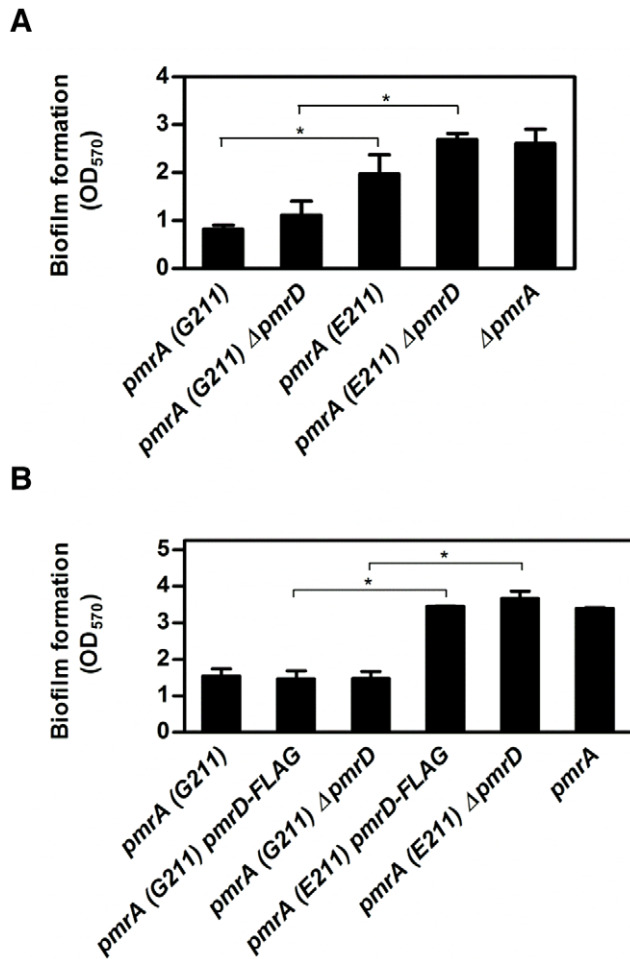 A
Biofilm formation
(OD570)
4
3
2
1
0
*
*
pmrA (G211)
pmrA (G211) ΔpmrD
pmrA (E211)
pmrA (E211) ΔpmrD
ΔpmrA
B
Biofilm formation
(OD570)
5
4
3
2
1
0
*
*
pmrA (G211)
pmrA (G211) pmrD-FLAG
pmrA (G211) ΔpmrD
pmrA (E211) pmrD-FLAG
pmrA (E211) ΔpmrD
pmrA